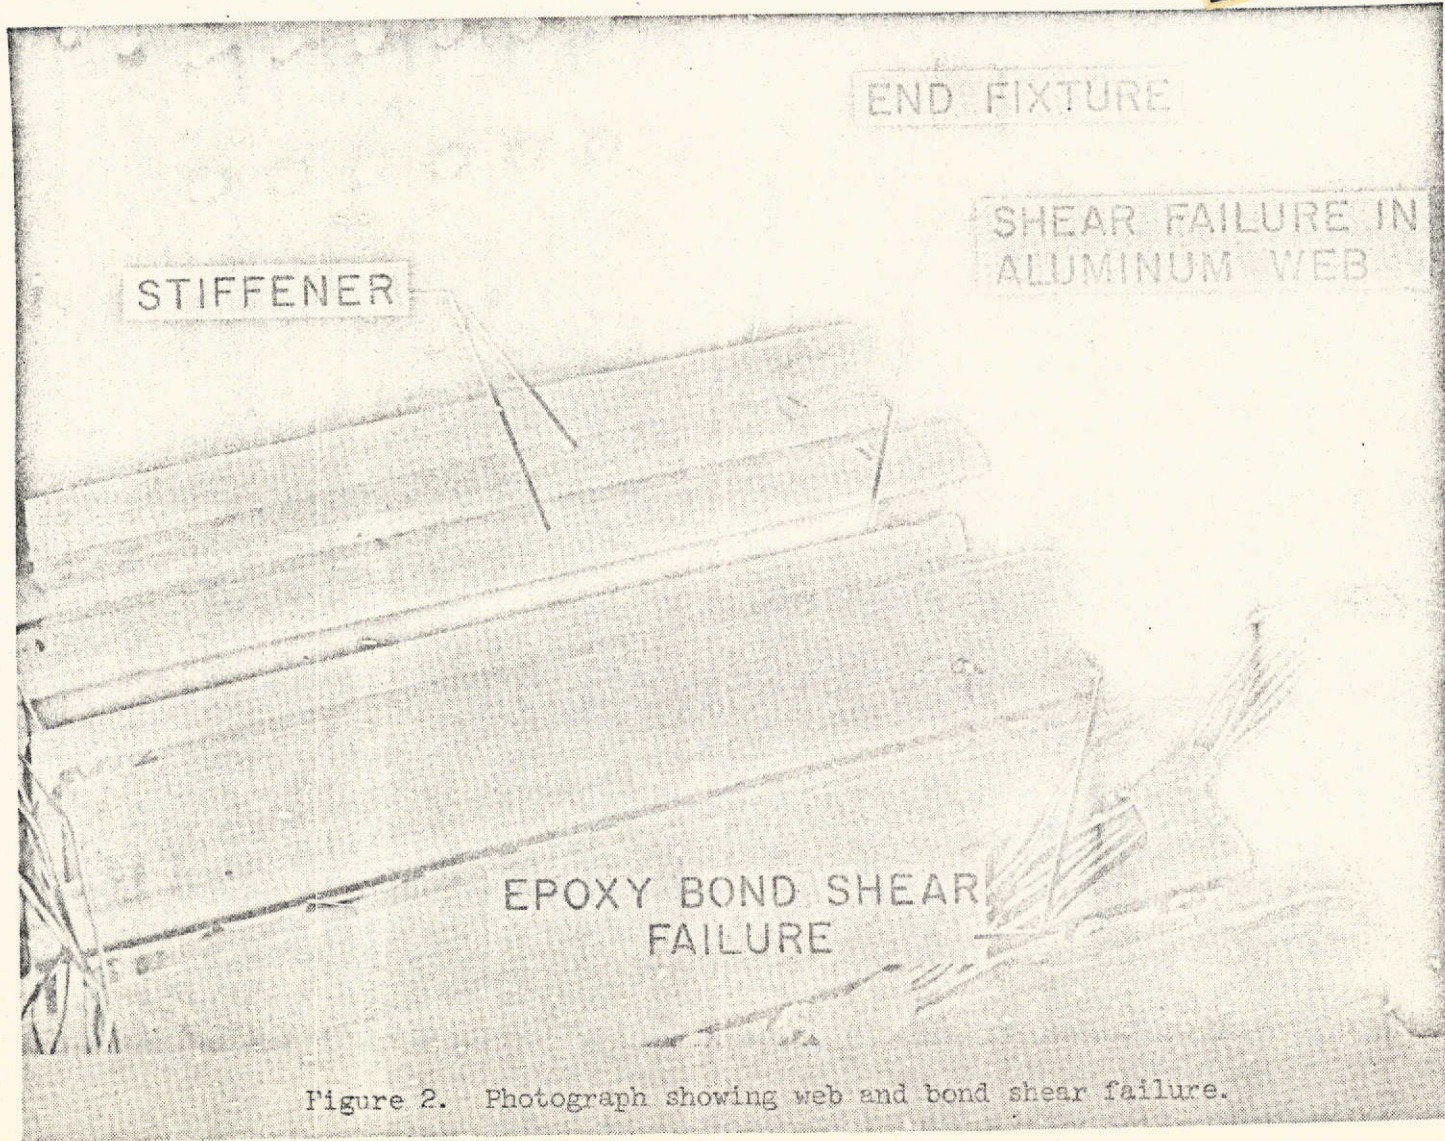 END FIXTURE
SHEAR FAILURE IN
ALUMINUM WEB
STIFFENER
EPOXY BOND SHEAR
FAILURE
Figure 2. Photograph showing web and bond shear failure.